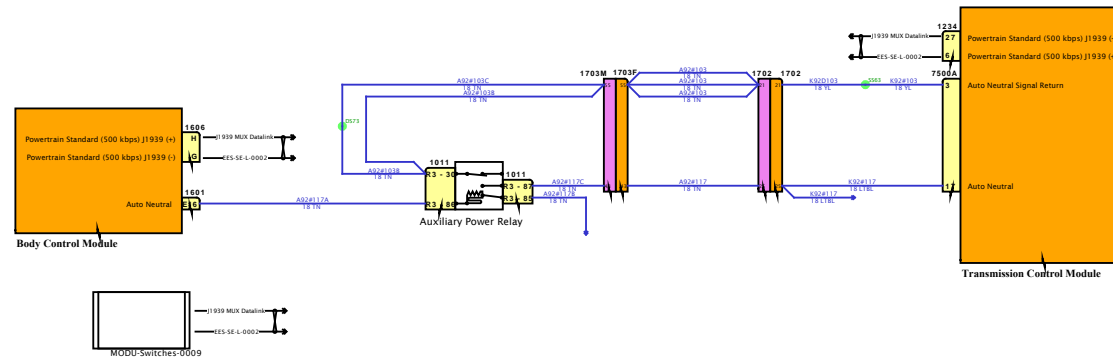 1234
J1939 MUX Datalink
27
Powertrain Standard (500 kbps) J1939 (+)
EES-SE-L-0002
6
Powertrain Standard (500 kbps) J1939 (
1703M
1703F
A92#103
18 TN
1702
1702
7500A
A92#103C
18 TN
A92#103
18 TN
K92D103
18 YL
SS03
K92#103
18 YL
3
Auto Neutral Signal Return
A92#103B
18 TN
A92#103
18 TN
DS73
1606
Powertrain Standard (500 kbps) J1939 (+)
H
J1939 MUX Datalink
Powertrain Standard (500 kbps) J1939 (-)
G
EES-SE-L-0002
1011
A92#103B
18 TN
R3 - 30
1011
R3 - 87
A92#117C
18 TN
A92#117
18 TN
K92#117
18 LTBL
17
Auto Neutral
1601
Auto Neutral
A92#117A
18 TN
R3 - 86
R3 - 85
A92#117B
18 TN
K92#117
18 LTBL
Auxiliary Power Relay
Body Control Module
Transmission Control Module
J1939 MUX Datalink
EES-SE-L-0002
MODU-Switches-0009